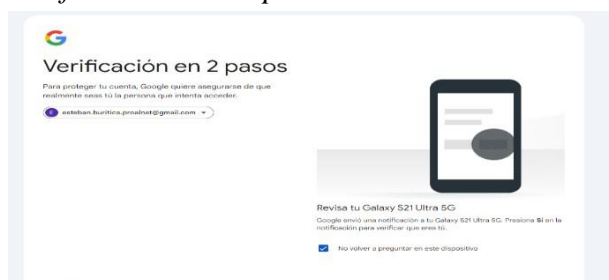 Verificación en 2 pasos
Para proteger tu cuenta, Google quiere asegurarse de que
realmente seas tú la persona que intenta acceder.
esteban.buritica.proalnet@gmail.com
Revisa tu Galaxy S21 Ultra 5G
Google envió una notificación a tu Galaxy S21 Ultra 5G. Presiona Sí en la
notificación para verificar que eres tú.
No volver a preguntar en este dispositivo